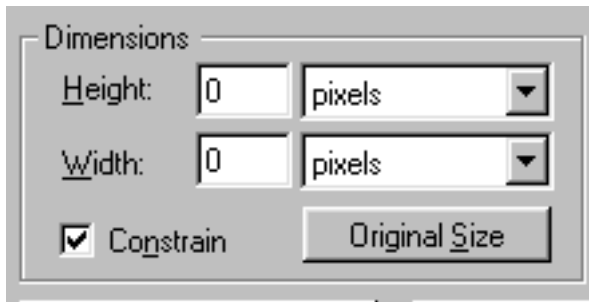 Dimensions
Height: 0 pixels
Width: 0 pixels
Constrain Original Size